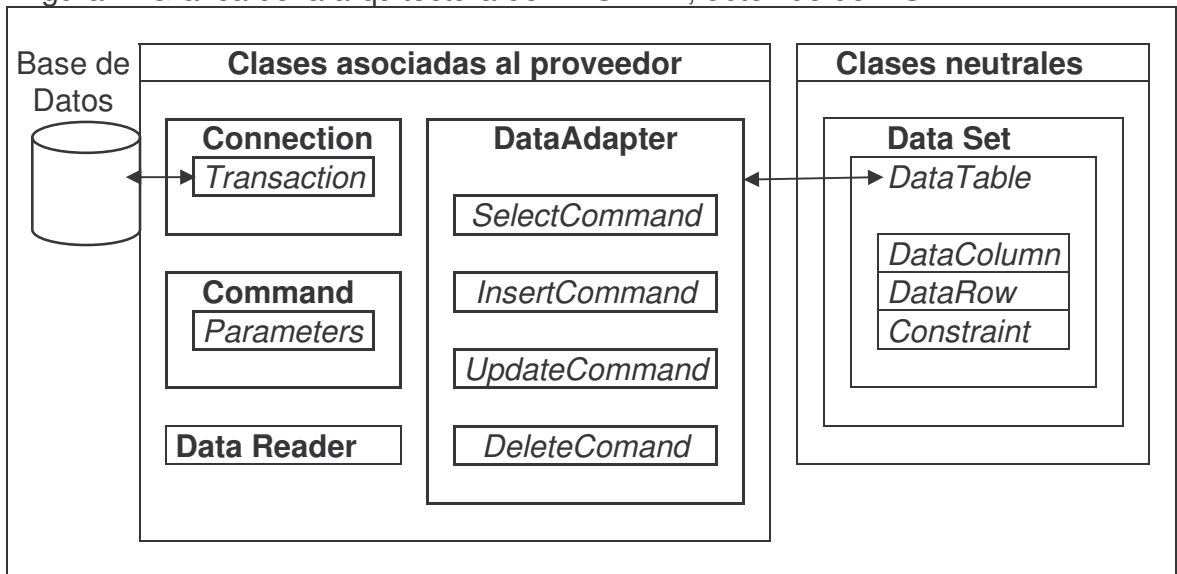 Base de
Datos
Clases asociadas al proveedor
Connection
Transaction
Command
Parameters
Data Reader
DataAdapter
SelectCommand
InsertCommand
UpdateCommand
DeleteComand
Clases neutrales
Data Set
DataTable
DataColumn
DataRow
Constraint